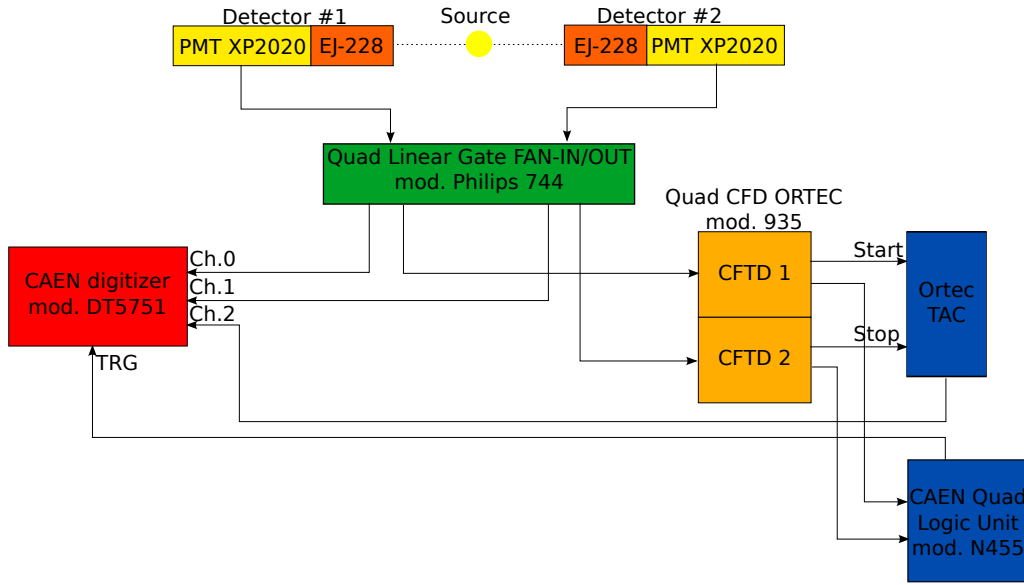 Detector #1
Source
Detector #2
PMT XP2020
EJ-228
EJ-228
PMT XP2020
Quad Linear Gate FAN-IN/OUT
mod. Philips 744
Quad CFD ORTEC
mod. 935
CAEN digitizer
mod. DT5751
Ch.0
Ch.1
Ch.2
TRG
CFTD 1
CFTD 2
Start
Stop
Ortec
TAC
CAEN Quad
Logic Unit
mod. N455